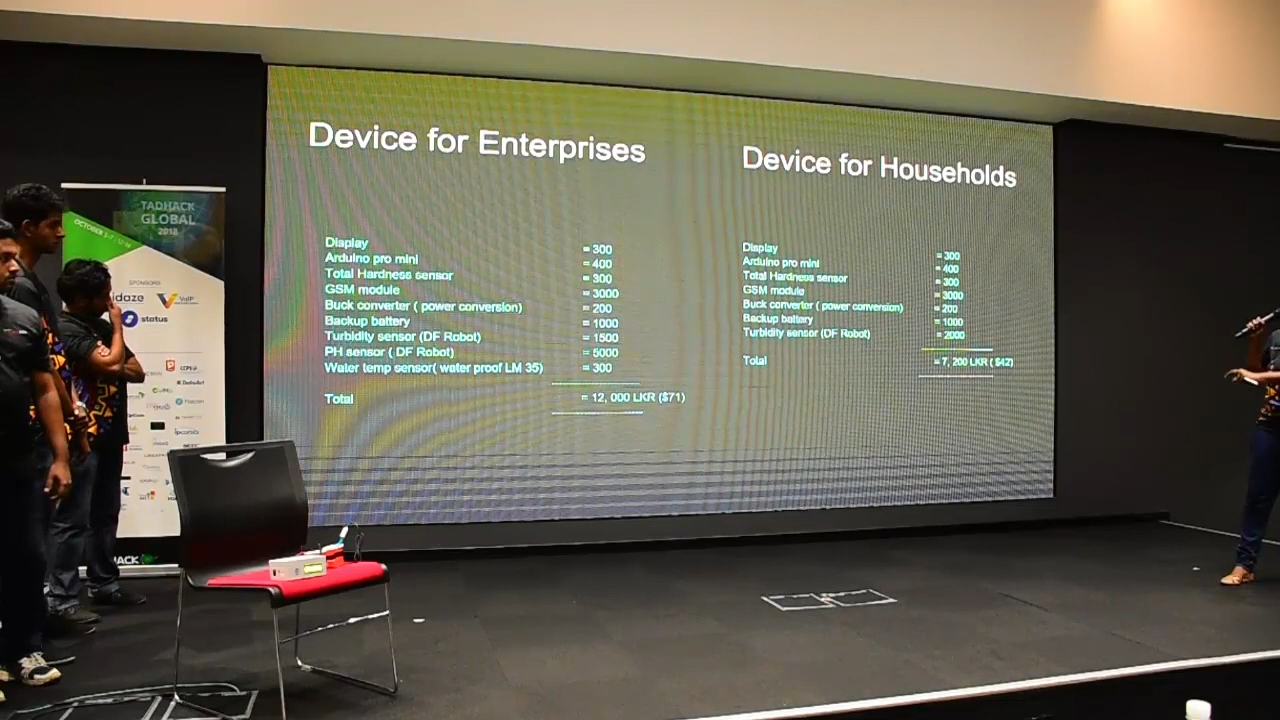 Device for Enterprises
Display = 300
Arduino pro mini = 400
Total Hardness sensor = 300
GSM module = 3000
Buck converter ( power conversion) = 200
Backup battery = 1000
Turbidity sensor (DF Robot) = 1500
PH sensor ( DF Robot) = 5000
Water temp sensor( water proof LM 35) = 300
Total = 12, 000 LKR ($71)
Device for Households
Display = 300
Arduino pro mini = 400
Total Hardness sensor = 300
GSM module = 3000
Buck converter ( power conversion) = 200
Backup battery = 1000
Turbidity sensor (DF Robot) = 2000
Total = 7, 200 LKR ( $42)
TADHACK
GLOBAL
2018
SPONSORS
idaze
VoIP
status
HACK